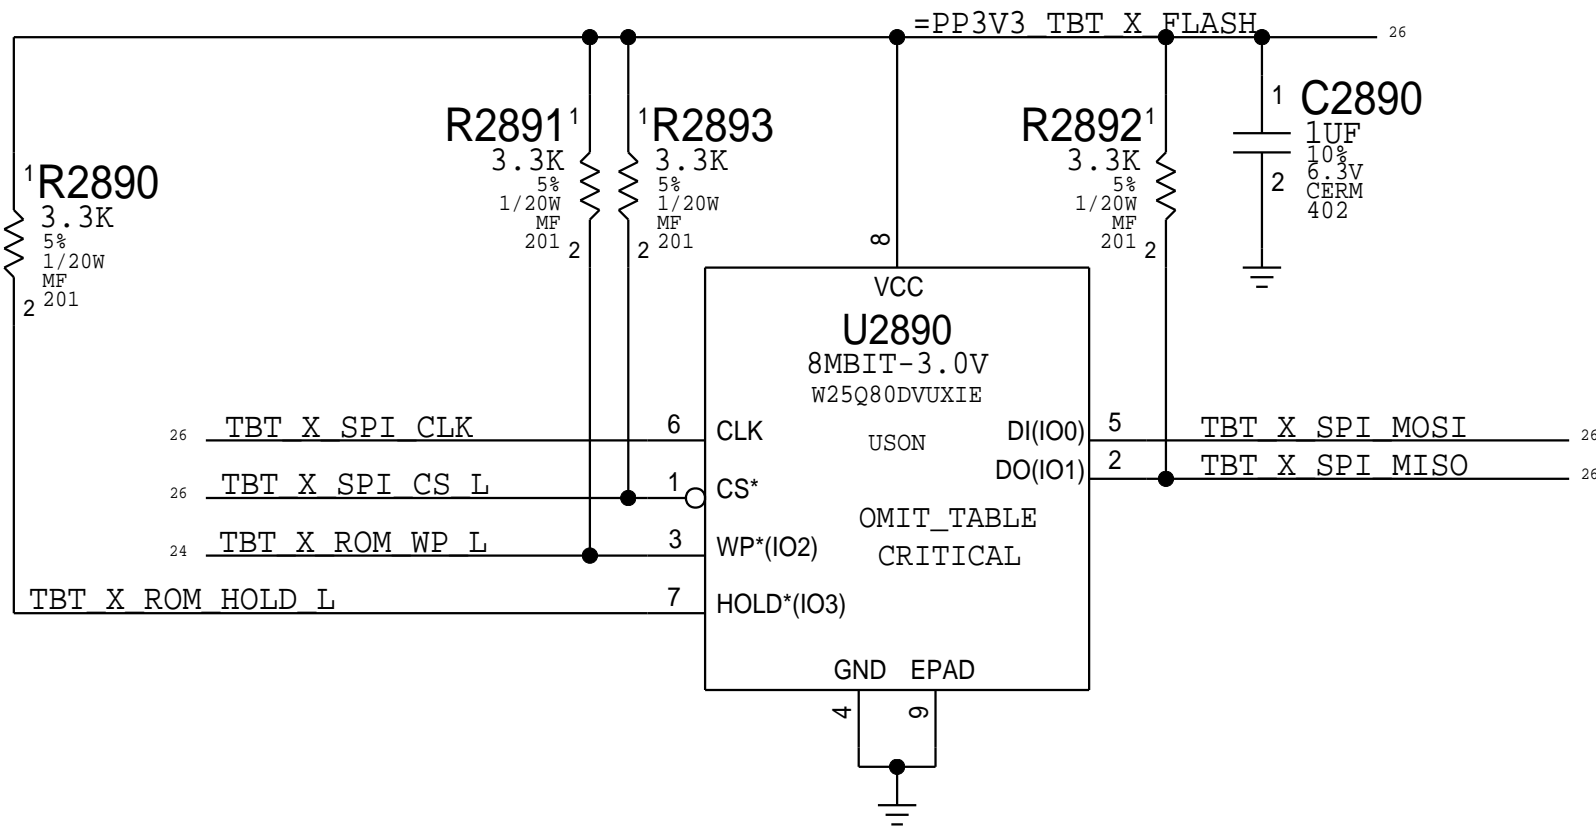 =PP3V3_TBT_X_FLASH
26
1
R2890
3.3K
5%
1/20W
MF
201
2
R2891
1
3.3K
5%
1/20W
MF
201
2
1
R2893
3.3K
5%
1/20W
MF
201
2
R2892
1
3.3K
5%
1/20W
MF
201
2
1
C2890
1UF
10%
6.3V
CERM
402
2
8
VCC
U2890
8MBIT-3.0V
W25Q80DVUXIE
USON
OMIT_TABLE
CRITICAL
26 TBT_X_SPI_CLK 6 CLK
26 TBT_X_SPI_CS_L 1 CS*
24 TBT_X_ROM_WP_L 3 WP*(IO2)
TBT_X_ROM_HOLD_L 7 HOLD*(IO3)
DI(IO0) 5 TBT_X_SPI_MOSI 26
DO(IO1) 2 TBT_X_SPI_MISO 26
GND EPAD
4 9